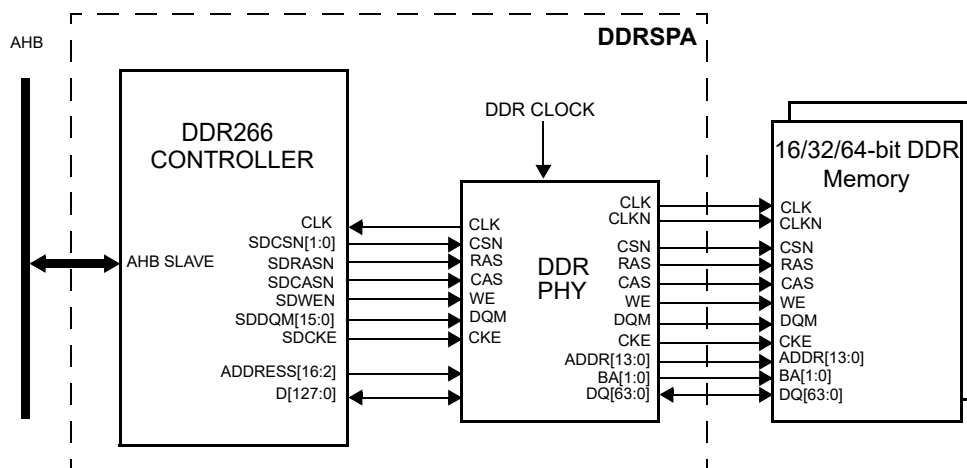 AHB
DDRSPA
DDR266
CONTROLLER
DDR CLOCK
16/32/64-bit DDR
Memory
AHB SLAVE
CLK
SDCSN[1:0]
SDRASN
SDCASN
SDWEN
SDDQM[15:0]
SDCKE
ADDRESS[16:2]
D[127:0]
CLK
CSN
RAS
CAS
WE
DQM
CKE
DDR
PHY
CLK
CLKN
CSN
RAS
CAS
WE
DQM
CKE
ADDR[13:0]
BA[1:0]
DQ[63:0]
CLK
CLKN
CSN
RAS
CAS
WE
DQM
CKE
ADDR[13:0]
BA[1:0]
DQ[63:0]